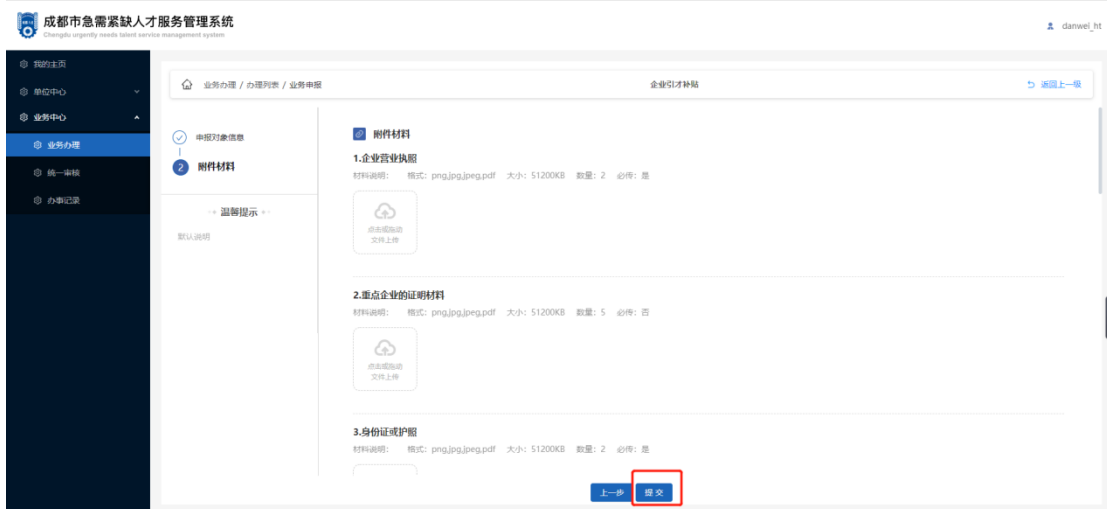 成都市急需紧缺人才服务管理系统
Chengdu urgently needs talent service management system
danwei_ht
我的主页
单位中心
业务中心
业务办理
统一审核
办事记录
业务办理 / 办理列表 / 业务申报
企业引才补贴
返回上一级
申报对象信息
2 附件材料
温馨提示
默认说明
附件材料
1.企业营业执照
材料说明: 格式: png,jpg,jpeg,pdf 大小: 51200KB 数量: 2 必传: 是
点击或拖动
文件上传
2.重点企业的证明材料
材料说明: 格式: png,jpg,jpeg,pdf 大小: 51200KB 数量: 5 必传: 否
点击或拖动
文件上传
3.身份证或护照
材料说明: 格式: png,jpg,jpeg,pdf 大小: 51200KB 数量: 2 必传: 是
上一步
提交